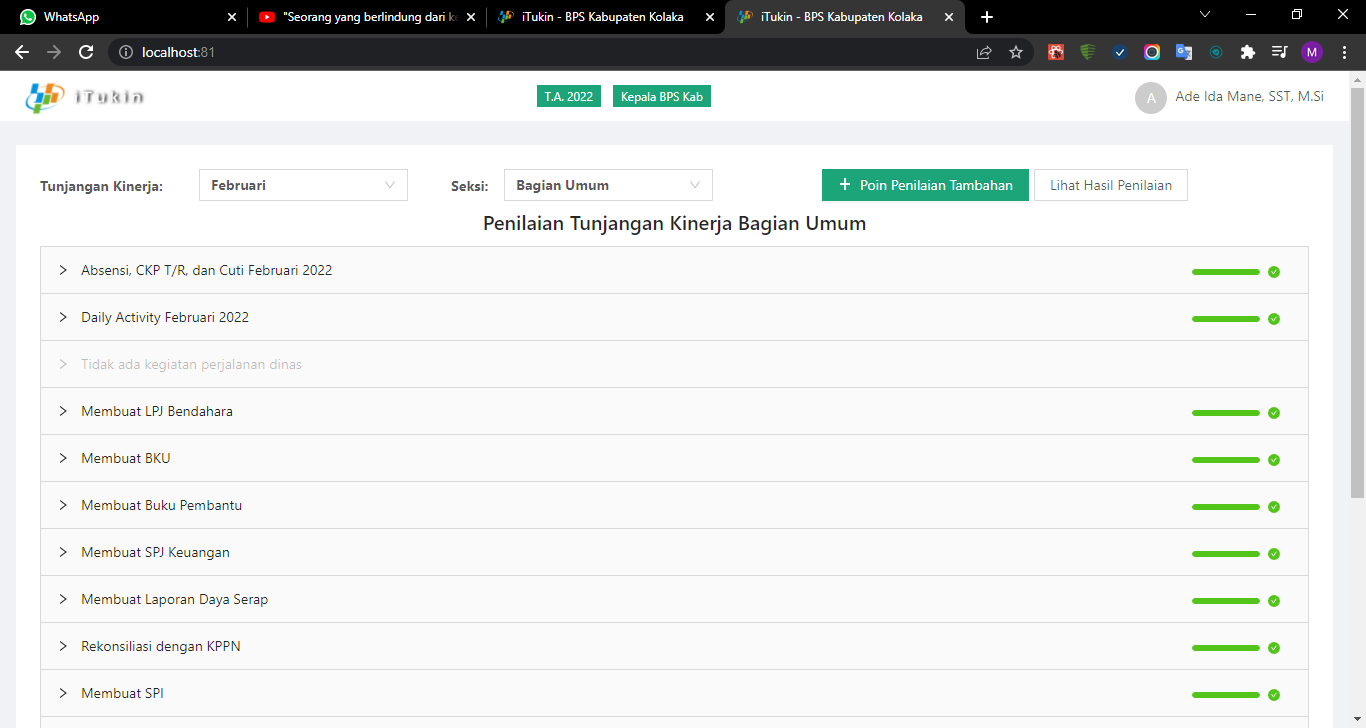 WhatsApp
"Seorang yang berlindung dari k
iTukin - BPS Kabupaten Kolaka
iTukin - BPS Kabupaten Kolaka
localhost:81
M
iTukin
T.A. 2022
Kepala BPS Kab
A
Ade Ida Mane, SST, M.Si
Tunjangan Kinerja:
Februari
Seksi:
Bagian Umum
+ Poin Penilaian Tambahan
Lihat Hasil Penilaian
Penilaian Tunjangan Kinerja Bagian Umum
Absensi, CKP T/R, dan Cuti Februari 2022
Daily Activity Februari 2022
Tidak ada kegiatan perjalanan dinas
Membuat LPJ Bendahara
Membuat BKU
Membuat Buku Pembantu
Membuat SPJ Keuangan
Membuat Laporan Daya Serap
Rekonsiliasi dengan KPPN
Membuat SPI